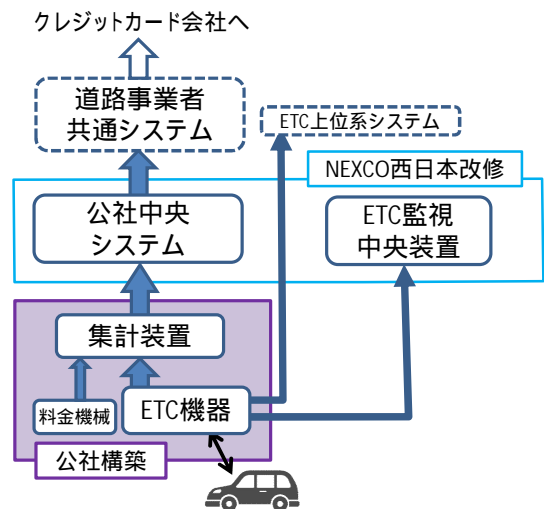 クレジットカード会社へ
道路事業者
共通システム
ETC上位系システム
NEXCO西日本改修
公社中央
システム
ETC監視
中央装置
集計装置
料金機械
ETC機器
公社構築